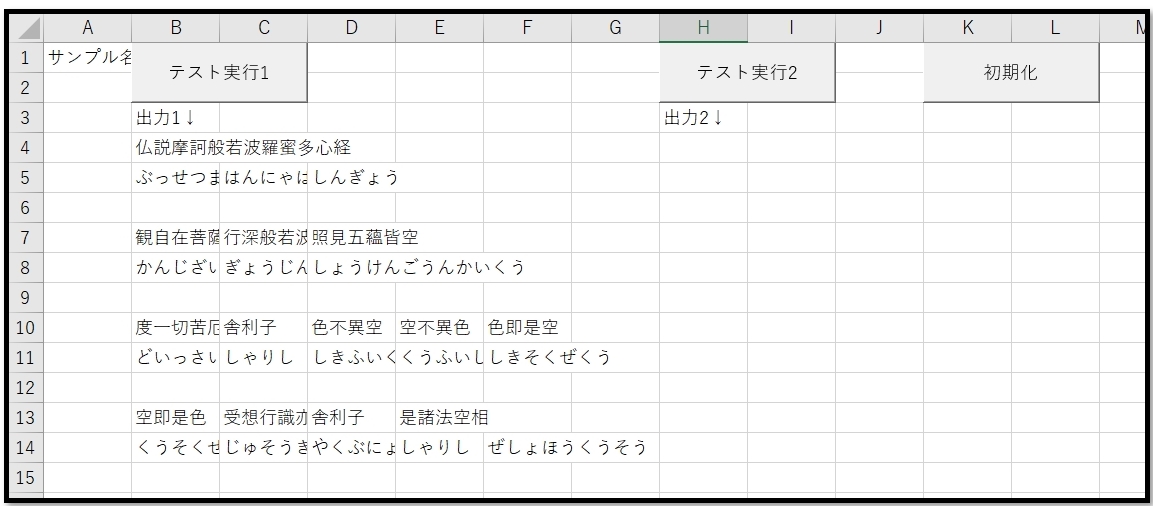 A B C D E F G H I J K L M
1 サンプル名 テスト実行1 テスト実行2 初期化
2
3 出力1↓ 出力2↓
4 仏説摩訶般若波羅蜜多心経
5 ぶっせつま はんにゃは しんぎょう
6
7 観自在菩薩 行深般若波 照見五蘊皆空
8 かんじざい ぎょうじん しょうけんごうんかいくう
9
10 度一切苦厄 舎利子 色不異空 空不異色 色即是空
11 どいっさい しゃりし しきふいく くうふいし しきそくぜくう
12
13 空即是色 受想行識亦 舎利子 是諸法空相
14 くうそくぜ じゅそうぎ やくぶにょ しゃりし ぜしょほうくうそう
15